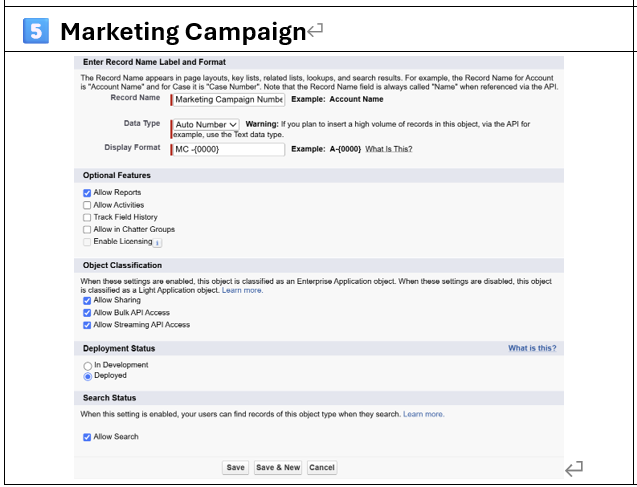 5 Marketing Campaign
Enter Record Name Label and Format
The Record Name appears in page layouts, key lists, related lists, lookups, and search results. For example, the Record Name for Account
is "Account Name" and for Case it is "Case Number". Note that the Record Name field is always called "Name" when referenced via the API.
Record Name Marketing Campaign Numbe Example: Account Name
Data Type Auto Number Warning: If you plan to insert a high volume of records in this object, via the API for
example, use the Text data type.
Display Format MC -{0000} Example: A-{0000} What Is This?
Optional Features
Allow Reports
Allow Activities
Track Field History
Allow in Chatter Groups
Enable Licensing i
Object Classification
When these settings are enabled, this object is classified as an Enterprise Application object. When these settings are disabled, this object
is classified as a Light Application object. Learn more.
Allow Sharing
Allow Bulk API Access
Allow Streaming API Access
Deployment Status What is this?
In Development
Deployed
Search Status
When this setting is enabled, your users can find records of this object type when they search. Learn more.
Allow Search
Save Save & New Cancel